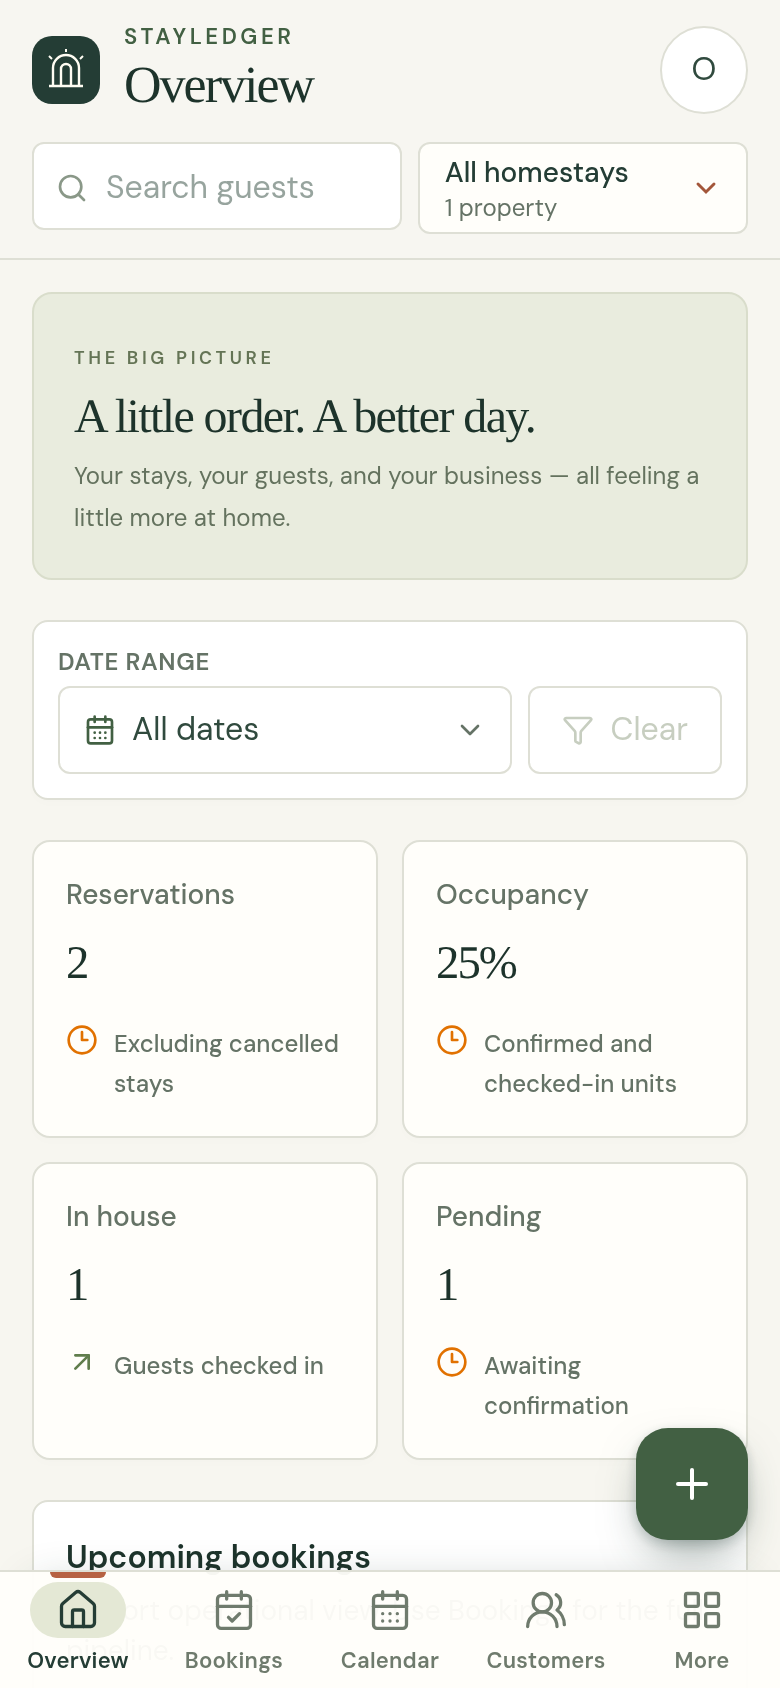 STAYLEDGER
Overview
O
Search guests
All homestays
1 property
THE BIG PICTURE
A little order. A better day.
Your stays, your guests, and your business — all feeling a
little more at home.
DATE RANGE
All dates
Clear
Reservations
2
Excluding cancelled
stays
Occupancy
25%
Confirmed and
checked-in units
In house
1
Guests checked in
Pending
1
Awaiting
confirmation
Upcoming bookings
for the
pipeline.
Overview
Bookings
Calendar
Customers
More